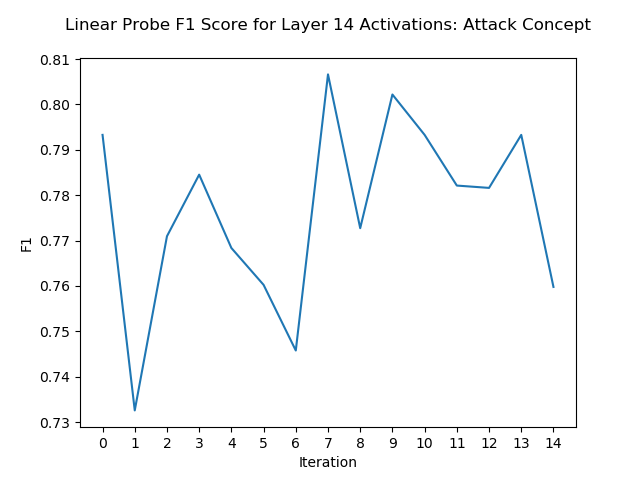 Linear Probe F1 Score for Layer 14 Activations: Attack Concept
0.81
0.80
0.79
0.78
0.77
0.76
0.75
0.74
0.73
F1
0 1 2 3 4 5 6 7 8 9 10 11 12 13 14
Iteration